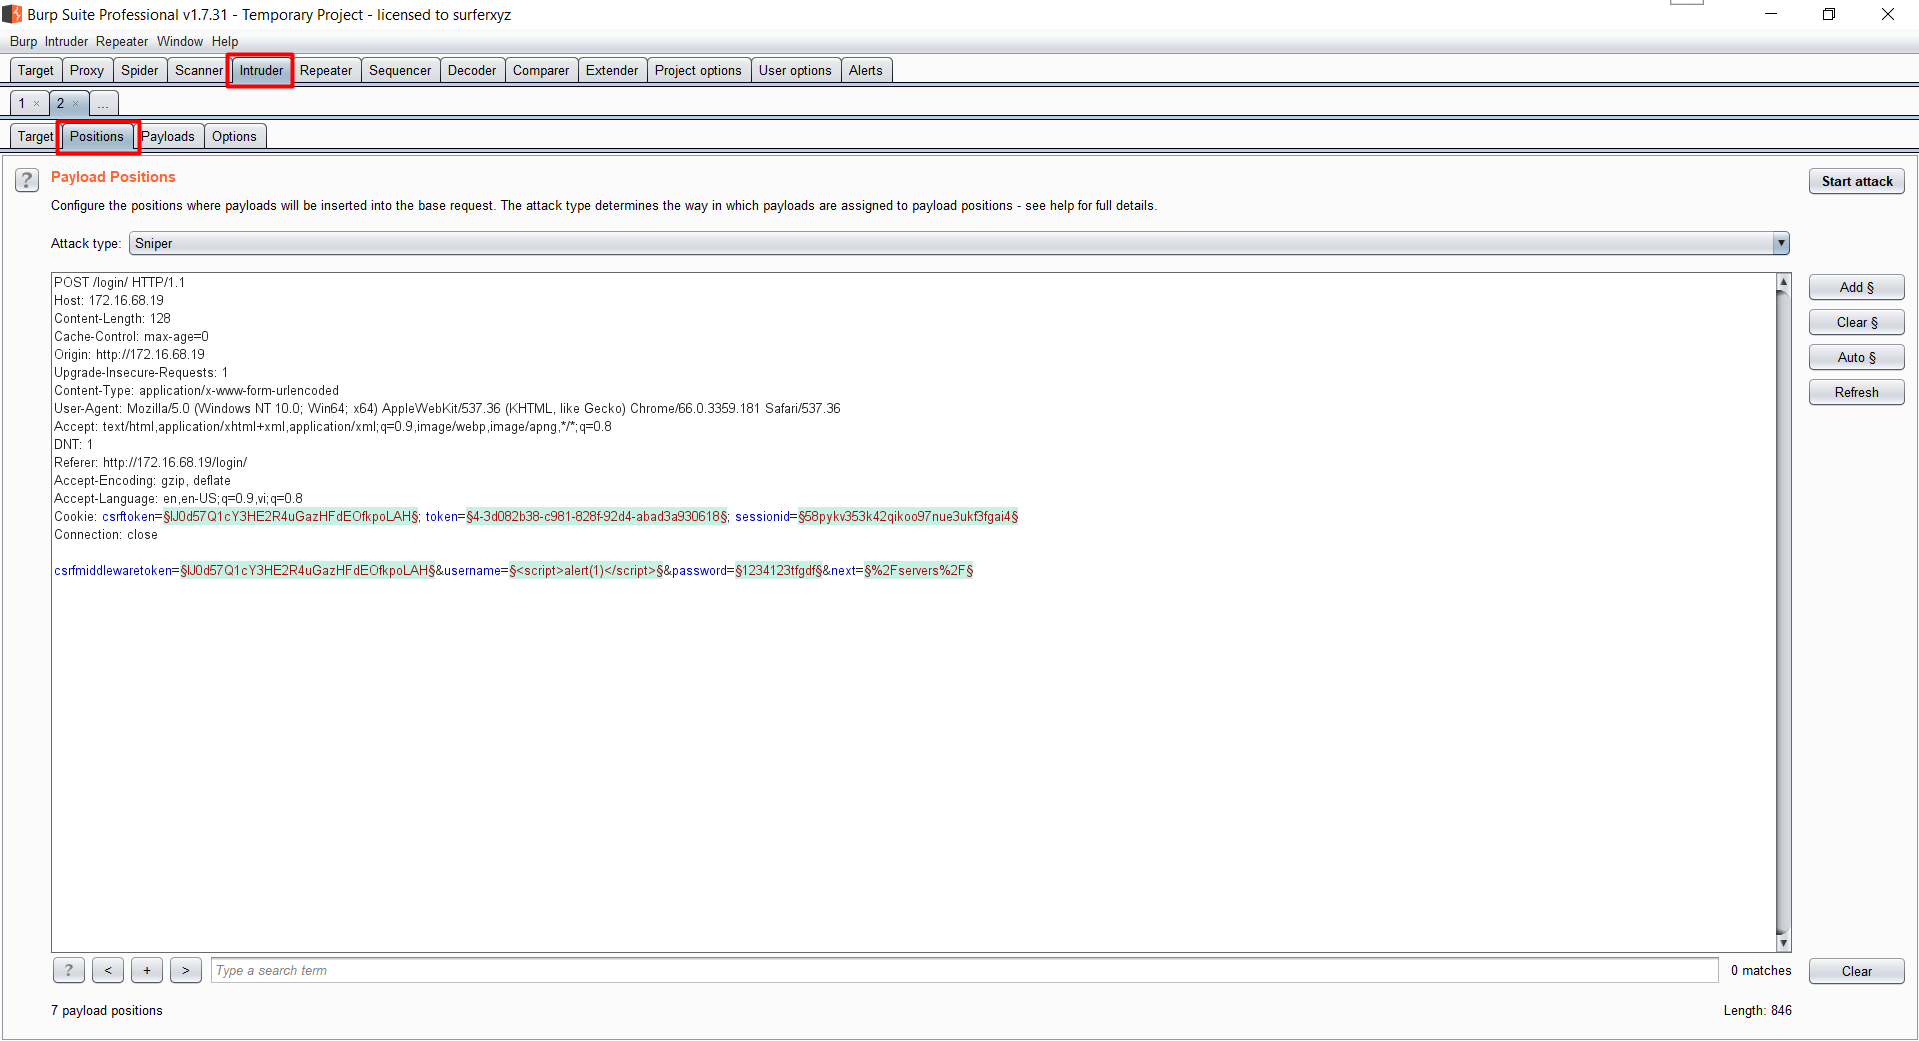 Burp Suite Professional v1.7.31 - Temporary Project - licensed to surferxyz
Burp Intruder Repeater Window Help
Target Proxy Spider Scanner Intruder Repeater Sequencer Decoder Comparer Extender Project options User options Alerts
1 × 2 × ...
Target Positions Payloads Options
? Payload Positions
Start attack
Configure the positions where payloads will be inserted into the base request. The attack type determines the way in which payloads are assigned to payload positions - see help for full details.
Attack type: Sniper
POST /login/ HTTP/1.1
Host: 172.16.68.19
Content-Length: 128
Cache-Control: max-age=0
Origin: http://172.16.68.19
Upgrade-Insecure-Requests: 1
Content-Type: application/x-www-form-urlencoded
User-Agent: Mozilla/5.0 (Windows NT 10.0; Win64; x64) AppleWebKit/537.36 (KHTML, like Gecko) Chrome/66.0.3359.181 Safari/537.36
Accept: text/html,application/xhtml+xml,application/xml;q=0.9,image/webp,image/apng,*/*;q=0.8
DNT: 1
Referer: http://172.16.68.19/login/
Accept-Encoding: gzip, deflate
Accept-Language: en,en-US;q=0.9,vi;q=0.8
Cookie: csrftoken=§lJ0d57Q1cY3HE2R4uGazHFdEOfkpoLAH§; token=§4-3d082b38-c981-828f-92d4-abad3a930618§; sessionid=§58pykv353k42qikoo97nue3ukf3fgai4§
Connection: close
csrfmiddlewaretoken=§lJ0d57Q1cY3HE2R4uGazHFdEOfkpoLAH§&username=§<script>alert(1)</script>§&password=§1234123tfgdf§&next=§%2Fservers%2F§
Add §
Clear §
Auto §
Refresh
? < + > Type a search term 0 matches Clear
7 payload positions Length: 846